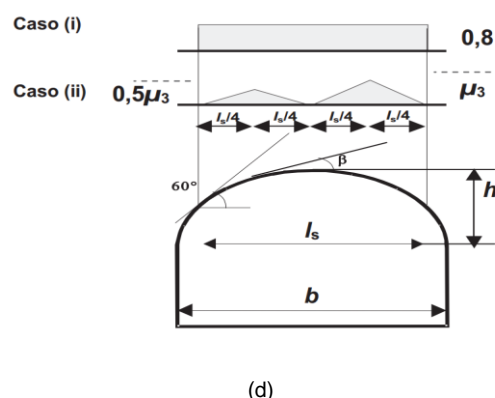 Caso (i)
0,8
Caso (ii)
0,5μ₃
μ₃
lₛ/4 lₛ/4 lₛ/4 lₛ/4
β
60°
h
lₛ
b
(d)